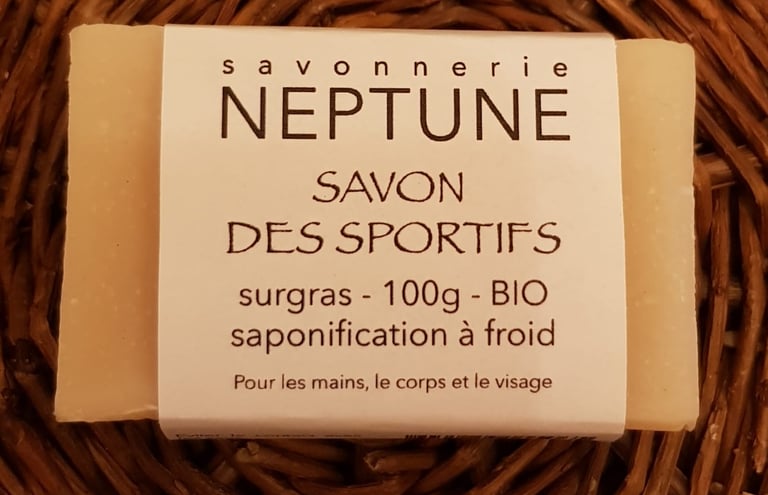 savonnerie
NEPTUNE
SAVON
DES SPORTIFS
surgras - 100g - BIO
saponification à froid
Pour les mains, le corps et le visage